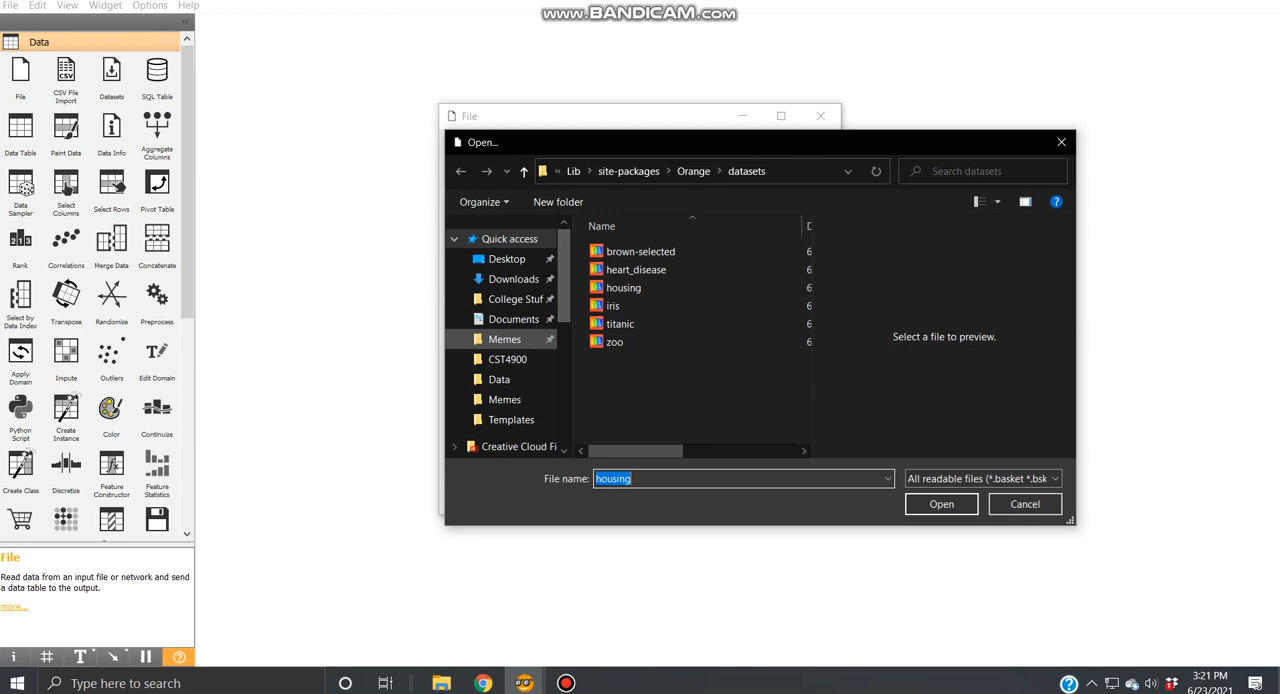 File Edit View Widget Options Help
www.BANDICAM.com
Data
File
CSV File Import
Datasets
SQL Table
Data Table
Paint Data
Data Info
Aggregate Columns
Data Sampler
Select Columns
Select Rows
Pivot Table
Rank
Correlations
Merge Data
Concatenate
Select by Data Index
Transpose
Randomize
Preprocess
Apply Domain
Impute
Outliers
Edit Domain
Python Script
Create Instance
Color
Continuize
Create Class
Discretize
Feature Constructor
Feature Statistics
File
Read data from an input file or network and send
a data table to the output.
more...
File
Open...
« Lib › site-packages › Orange › datasets
Search datasets
Organize
New folder
Quick access
Desktop
Downloads
College Stuf
Documents
Memes
CST4900
Data
Memes
Templates
Creative Cloud Fi
Name
D
brown-selected 6
heart_disease 6
housing 6
iris 6
titanic 6
zoo 6
Select a file to preview.
File name: housing
All readable files (*.basket *.bsk
Open
Cancel
Type here to search
3:21 PM
6/23/2021